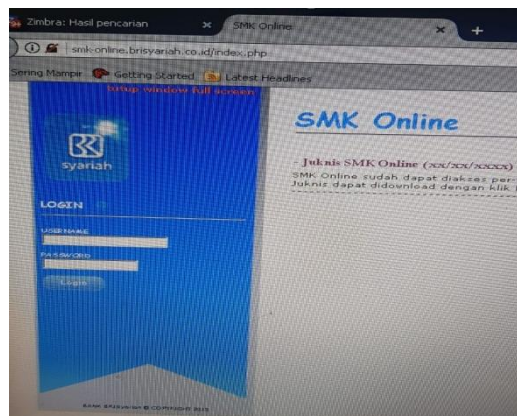 Zimbra: Hasil pencarian
SMK Online
smk-online.brisyariah.co.id/index.php
Sering Mampir
Getting Started
Latest Headlines
tutup window full screen
syariah
LOGIN
USERNAME
PASSWORD
Login
SMK Online
- Juknis SMK Online (xx/xx/xxxx)
SMK Online sudah dapat diakses per-
Juknis dapat didownload dengan klik